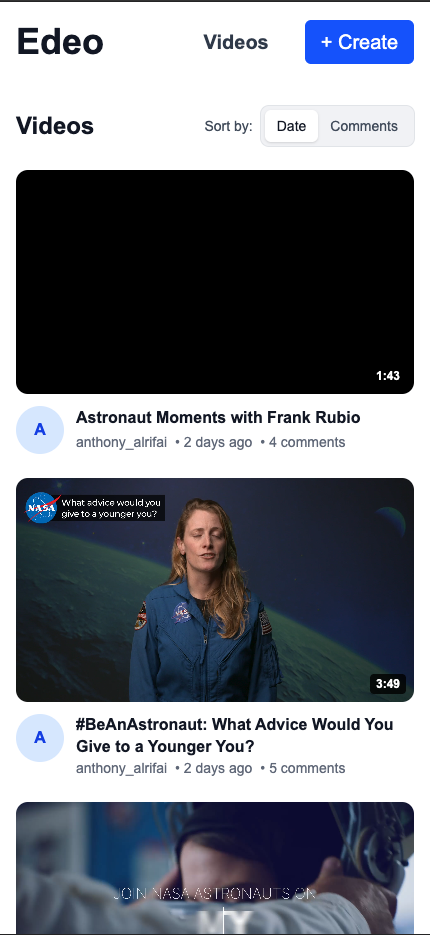 Edeo
Videos
+ Create
Videos
Sort by:
Date
Comments
1:43
A
Astronaut Moments with Frank Rubio
anthony_alrifai • 2 days ago • 4 comments
NASA
What advice would you
give to a younger you?
3:49
A
#BeAnAstronaut: What Advice Would You
Give to a Younger You?
anthony_alrifai • 2 days ago • 5 comments
JOIN NASA ASTRONAUTS ON
MY